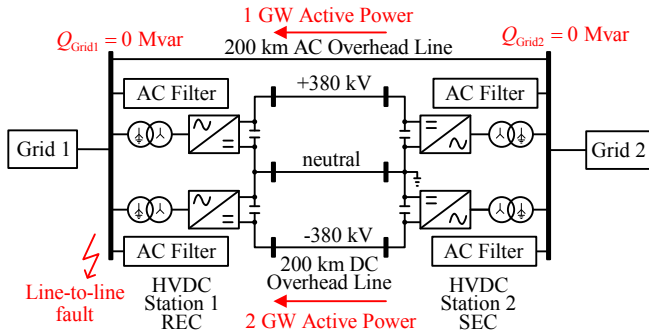 1 GW Active Power
Q_Grid1 = 0 Mvar
Q_Grid2 = 0 Mvar
200 km AC Overhead Line
AC Filter
+380 kV
AC Filter
Grid 1
neutral
Grid 2
AC Filter
-380 kV
AC Filter
200 km DC
Overhead Line
Line-to-line
fault
HVDC
Station 1
REC
HVDC
Station 2
SEC
2 GW Active Power